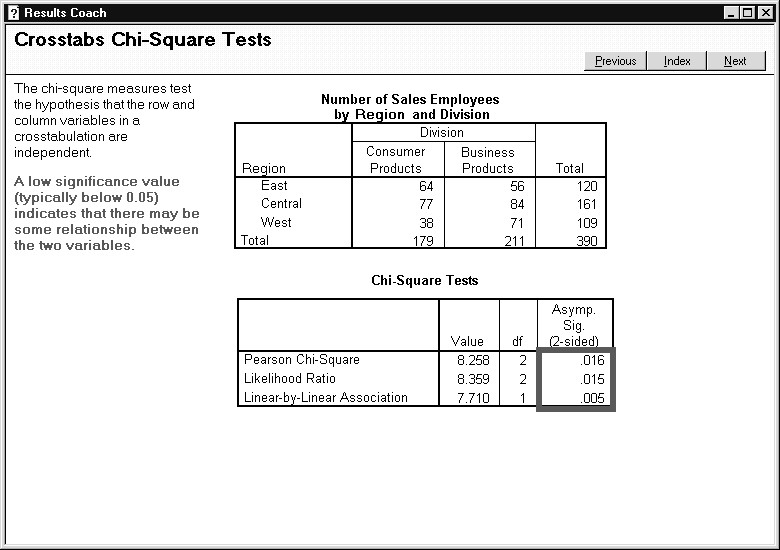 Results Coach
Crosstabs Chi-Square Tests
Previous Index Next
The chi-square measures test
the hypothesis that the row and
column variables in a
crosstabulation are
independent.
A low significance value
(typically below 0.05)
indicates that there may be
some relationship between
the two variables.
Number of Sales Employees
by Region and Division
Division
Consumer Business
Region Products Products Total
East 64 56 120
Central 77 84 161
West 38 71 109
Total 179 211 390
Chi-Square Tests
Asymp.
Sig.
Value df (2-sided)
Pearson Chi-Square 8.258 2 .016
Likelihood Ratio 8.359 2 .015
Linear-by-Linear Association 7.710 1 .005